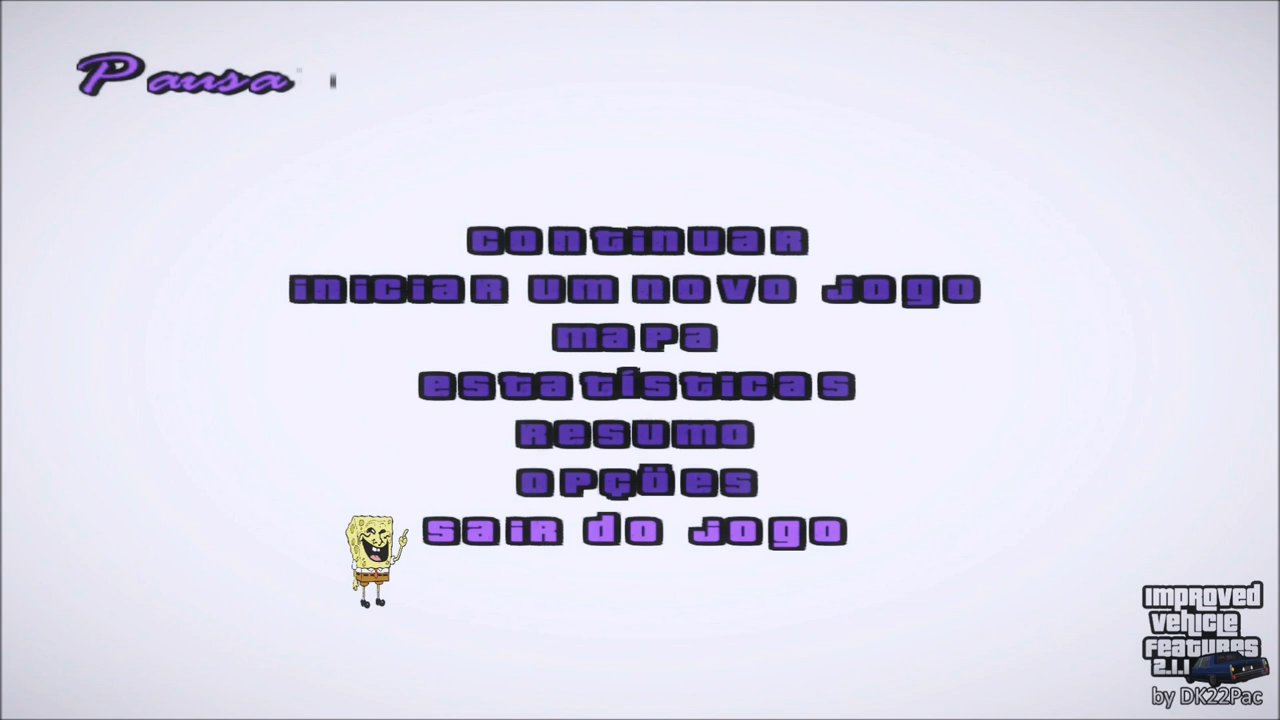 Pausa
continuar
iniciar um novo jogo
mapa
estatísticas
resumo
opções
sair do jogo
IMPROVED
VEHICLE
FEATURES
2.1.1
by DK22Pac